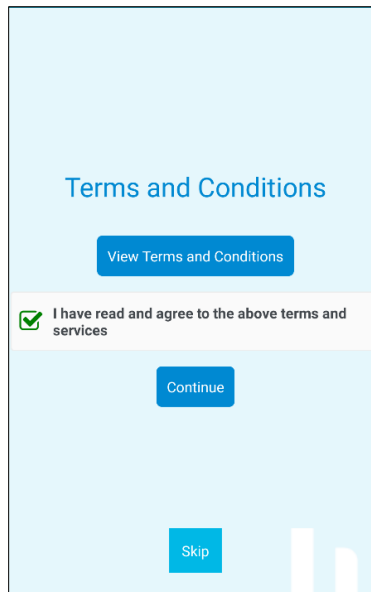 Terms and Conditions
View Terms and Conditions
I have read and agree to the above terms and
services
Continue
Skip